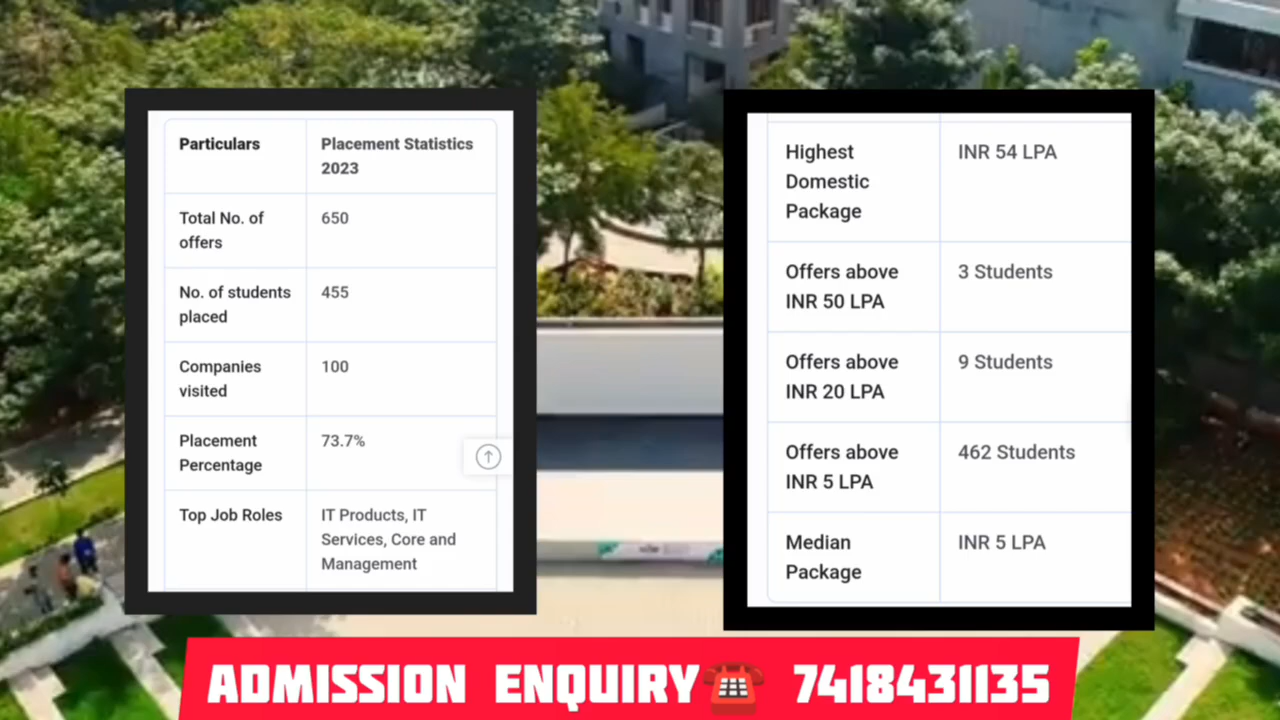 Particulars
Placement Statistics
2023
Total No. of
offers
650
No. of students
placed
455
Companies
visited
100
Placement
Percentage
73.7%
Top Job Roles
IT Products, IT
Services, Core and
Management
Highest
Domestic
Package
INR 54 LPA
Offers above
INR 50 LPA
3 Students
Offers above
INR 20 LPA
9 Students
Offers above
INR 5 LPA
462 Students
Median
Package
INR 5 LPA
ADMISSION ENQUIRY☎️ 7418431135